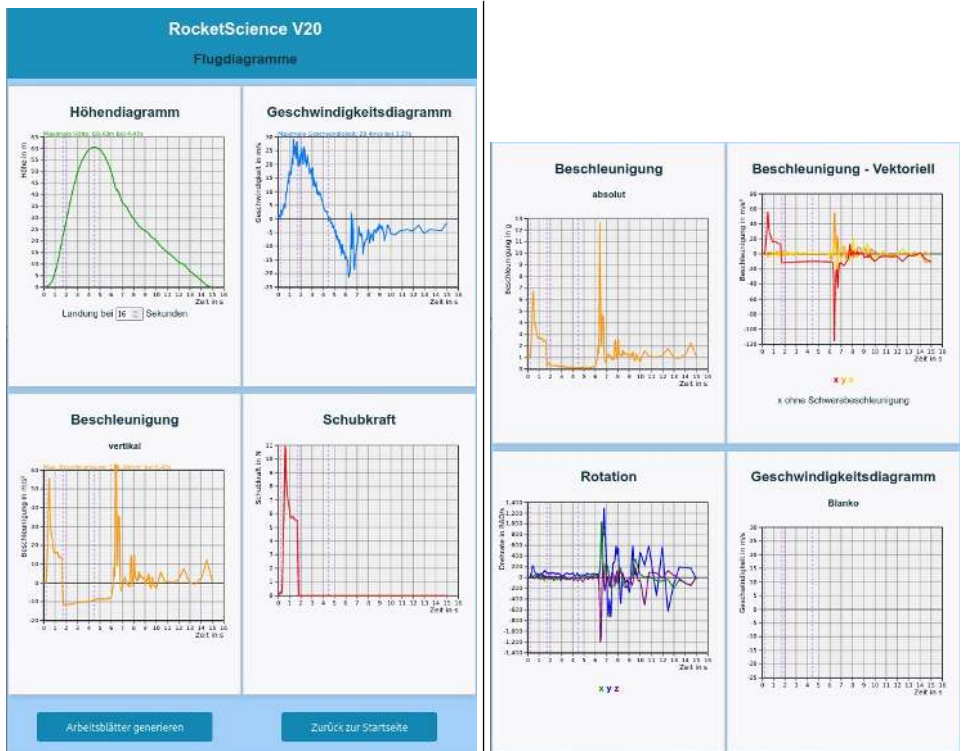 RocketScience V20
Flugdiagramme
Höhendiagramm
Höhe in m
Zeit in s
Landung bei 16 Sekunden
Geschwindigkeitsdiagramm
Geschwindigkeit in m/s
Zeit in s
Beschleunigung
vertikal
Beschleunigung in m/s²
Zeit in s
Schubkraft
Schubkraft in N
Zeit in s
Arbeitsblätter generieren
Zurück zur Startseite
Beschleunigung
absolut
Beschleunigung in g
Zeit in s
Beschleunigung - Vektoriell
Beschleunigung in m/s²
Zeit in s
x y z
x ohne Schwerebeschleunigung
Rotation
Drehrate in RAD/s
Zeit in s
x y z
Geschwindigkeitsdiagramm
Blanko
Geschwindigkeit in m/s
Zeit in s